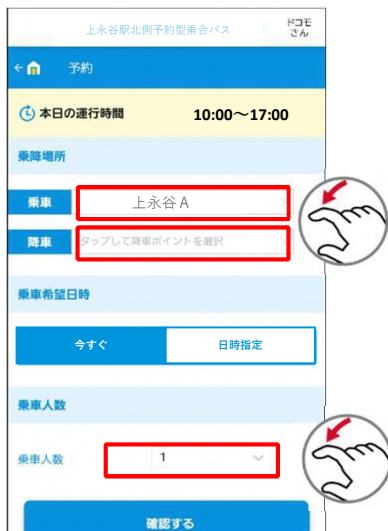 上永谷駅北側予約型乗合バス
ドコモ
さん
予約
本日の運行時間 10:00～17:00
乗降場所
乗車 上永谷A
降車 タップして降車ポイントを選択
乗車希望日時
今すぐ 日時指定
乗車人数
乗車人数 1
確認する